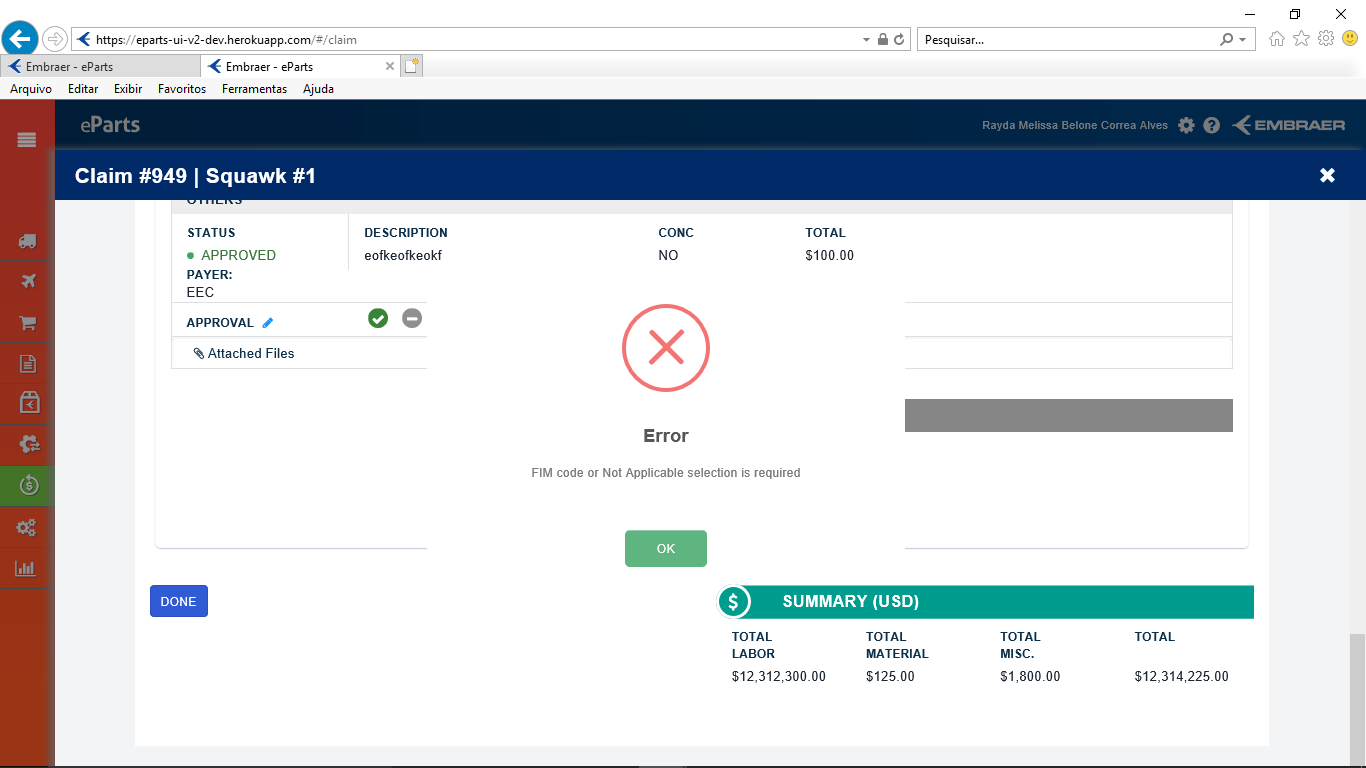 https://eparts-ui-v2-dev.herokuapp.com/#/claim
Pesquisar...
Embraer - eParts
Embraer - eParts
Arquivo Editar Exibir Favoritos Ferramentas Ajuda
eParts
Rayda Melissa Belone Correa Alves
EMBRAER
Claim #949 | Squawk #1
OTHERS
STATUS DESCRIPTION CONC TOTAL
APPROVED eofkeofkeokf NO $100.00
PAYER:
EEC
APPROVAL
Attached Files
Error
FIM code or Not Applicable selection is required
OK
DONE
$ SUMMARY (USD)
TOTAL LABOR
TOTAL MATERIAL
TOTAL MISC.
TOTAL
$12,312,300.00 $125.00 $1,800.00 $12,314,225.00